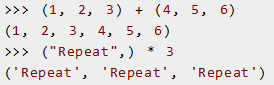 >>> (1, 2, 3) + (4, 5, 6)
(1, 2, 3, 4, 5, 6)
>>> ("Repeat",) * 3
('Repeat', 'Repeat', 'Repeat')